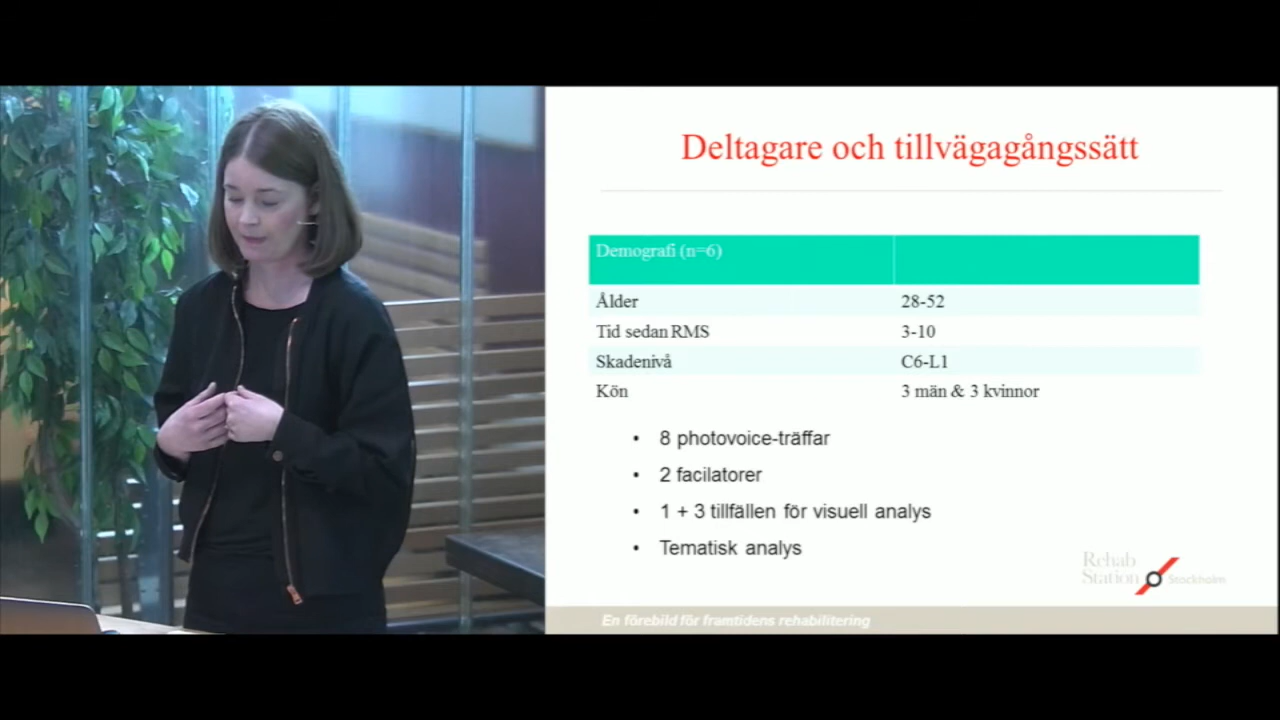 Deltagare och tillvägagångssätt
Demografi (n=6)
Ålder 28-52
Tid sedan RMS 3-10
Skadenivå C6-L1
Kön 3 män & 3 kvinnor
• 8 photovoice-träffar
• 2 facilatorer
• 1 + 3 tillfällen för visuell analys
• Tematisk analys
Rehab
Station Stockholm
En förebild för framtidens rehabilitering